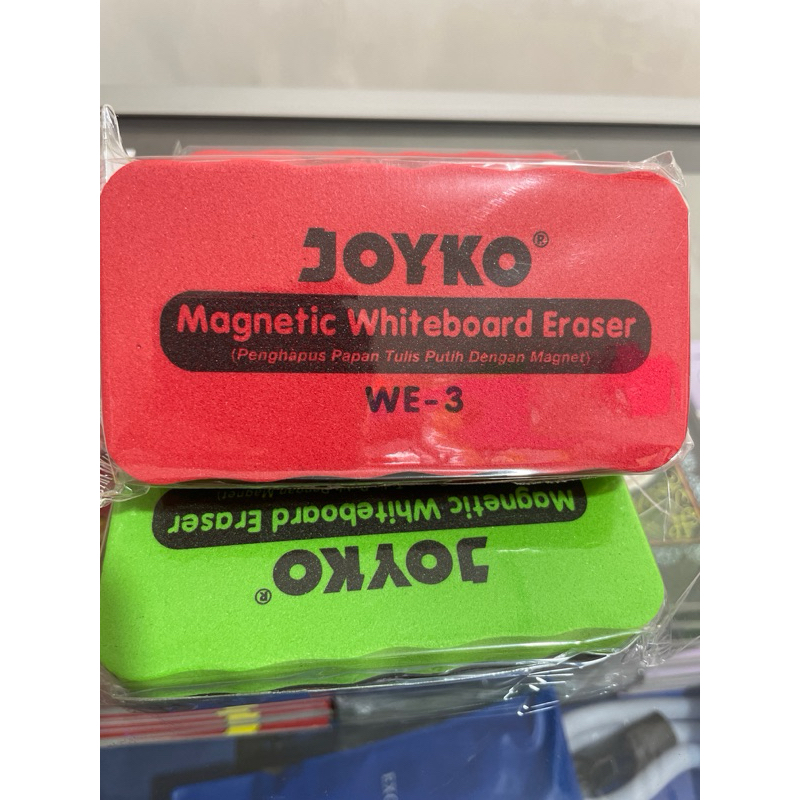 JOYKO®
Magnetic Whiteboard Eraser
(Penghapus Papan Tulis Putih Dengan Magnet)
WE-3
JOYKO®
Magnetic Whiteboard Eraser